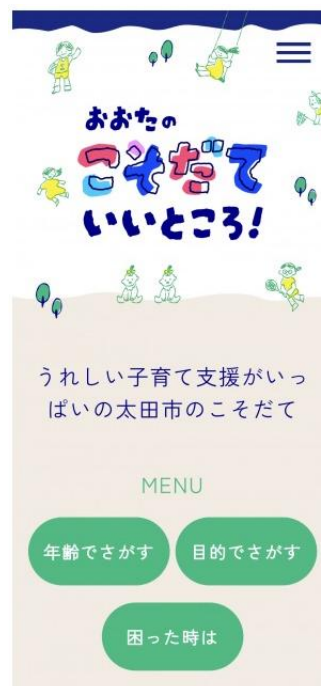 おおたの
こそだて
いいところ!
うれしい子育て支援がいっ
ぱいの太田市のこそだて
MENU
年齢でさがす 目的でさがす
困った時は